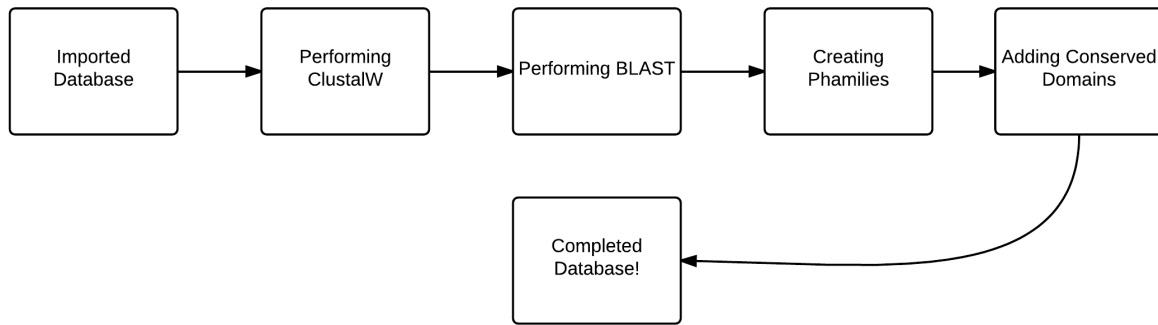 Imported
Database
Performing
ClustalW
Performing BLAST
Creating
Phamilies
Adding Conserved
Domains
Completed
Database!